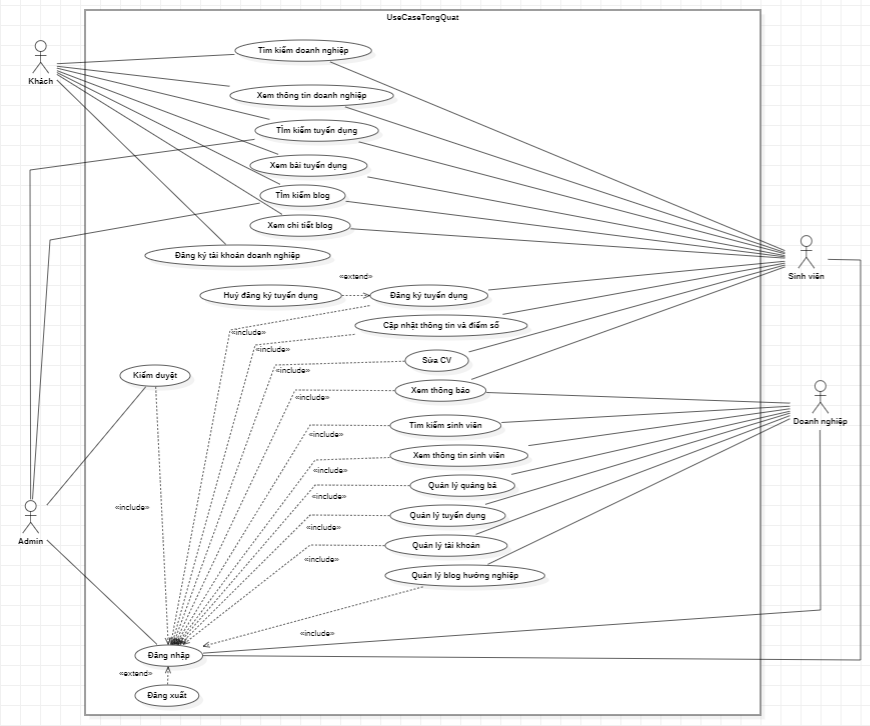 UseCaseTongQuat
Khách
Tìm kiếm doanh nghiệp
Xem thông tin doanh nghiệp
TÌm kiếm tuyển dụng
Xem bài tuyển dụng
TÌm kiếm blog
Xem chi tiết blog
Đăng ký tài khoản doanh nghiệp
Sinh viên
«extend»
Huỷ đăng ký tuyển dụng
Đăng ký tuyển dụng
Cập nhật thông tin và điểm số
«include»
«include»
Sửa CV
«include»
Kiểm duyệt
Xem thông báo
«include»
Doanh nghiệp
Tìm kiếm sinh viên
«include»
Xem thông tin sinh viên
«include»
Quản lý quảng bá
«include»
«include»
Admin
Quản lý tuyển dụng
«include»
Quản lý tài khoản
«include»
Quản lý blog hướng nghiệp
«include»
Đăng nhập
«extend»
Đăng xuất